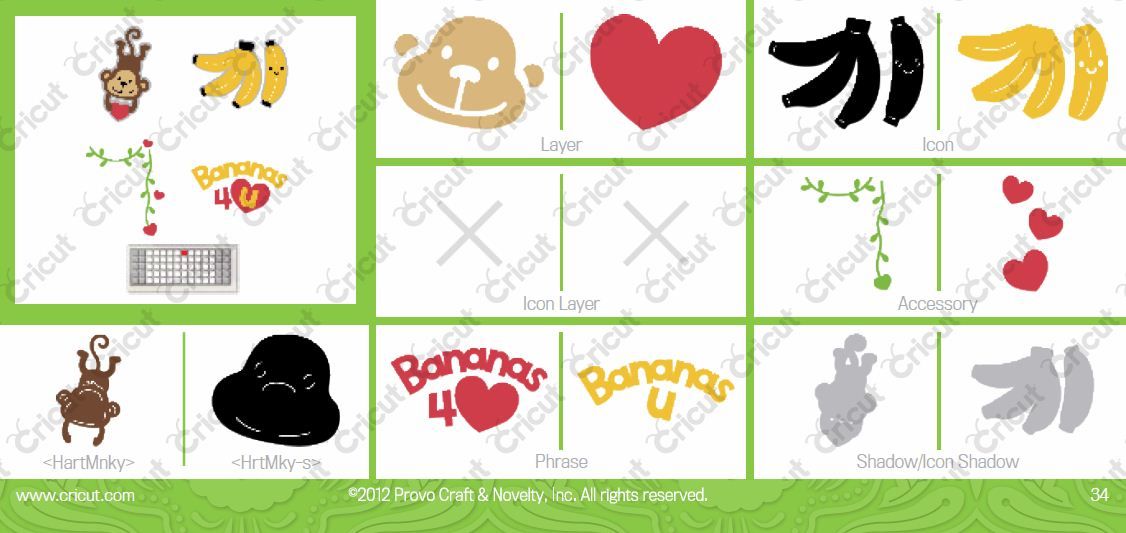 Bananas
4 U
Layer
Icon
Icon Layer
Accessory
<HartMnky>
<HrtMky-s>
Bananas
4
Bananas
u
Phrase
Shadow/Icon Shadow
www.cricut.com
©2012 Provo Craft & Novelty, Inc. All rights reserved.
34
Cricut